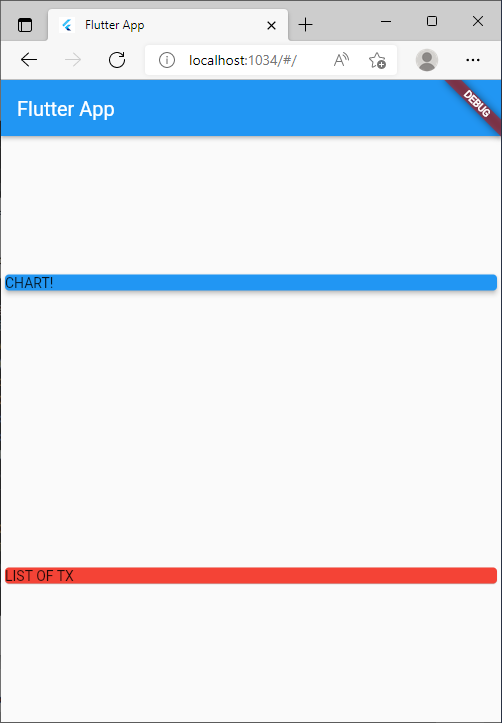 Flutter App
localhost:1034/#/
Flutter App
DEBUG
CHART!
LIST OF TX